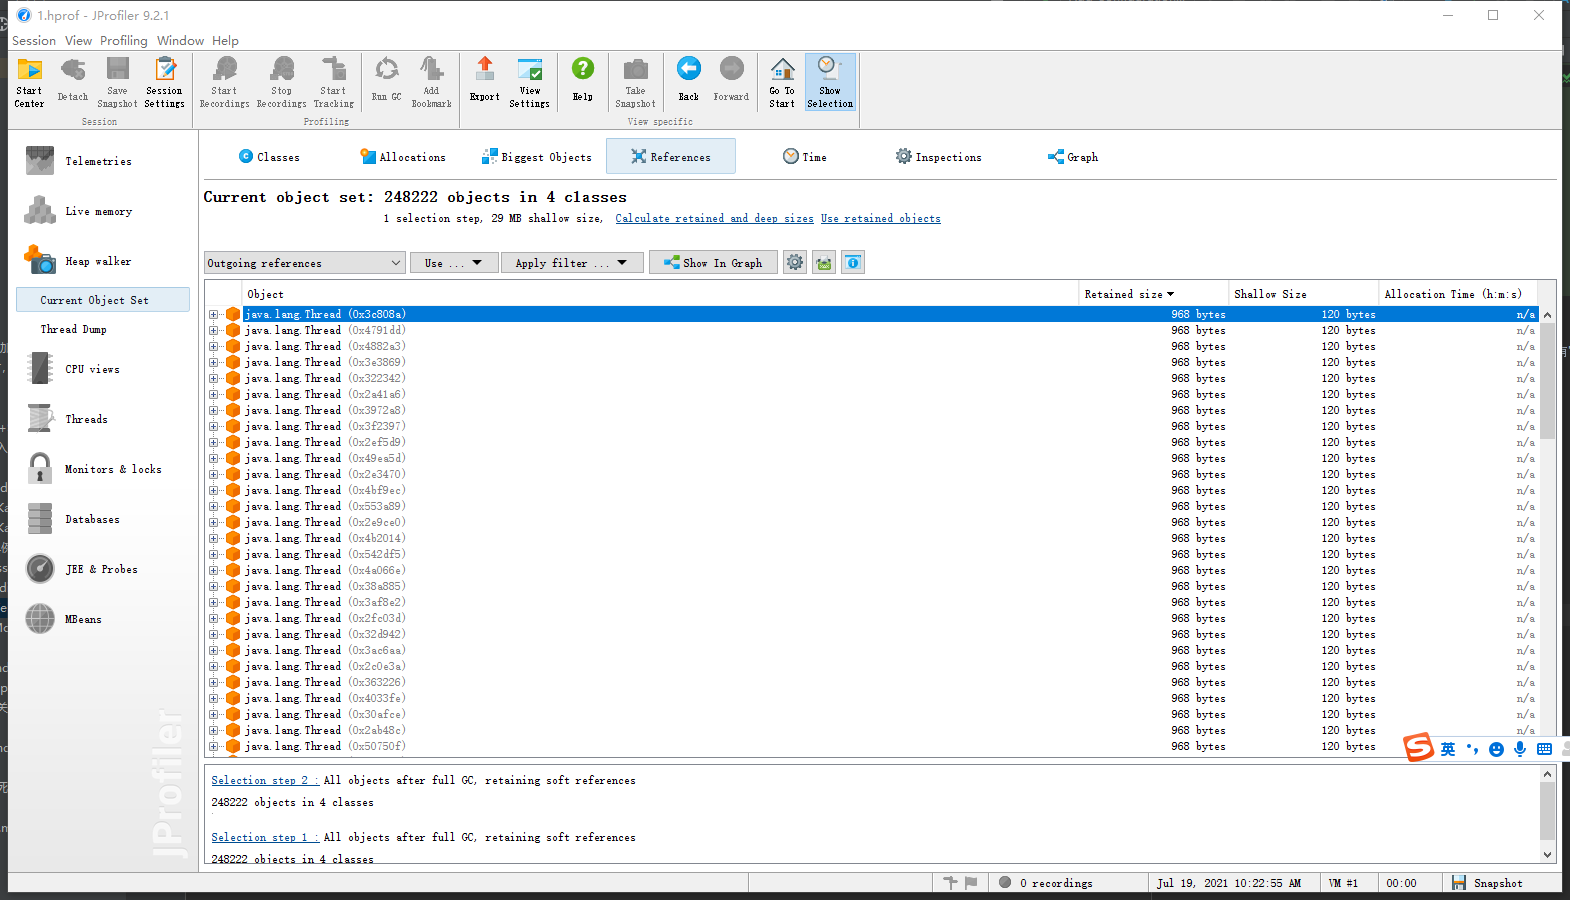 1.hprof - JProfiler 9.2.1
Session View Profiling Window Help
Start Center
Detach
Save Snapshot
Session Settings
Start Recordings
Stop Recordings
Start Tracking
Run GC
Add Bookmark
Export
View Settings
Help
Take Snapshot
Back
Forward
Go To Start
Show Selection
Session
Profiling
View specific
Telemetries
Live memory
Heap walker
Current Object Set
Thread Dump
CPU views
Threads
Monitors & locks
Databases
JEE & Probes
MBeans
JProfiler
Classes
Allocations
Biggest Objects
References
Time
Inspections
Graph
Current object set: 248222 objects in 4 classes
1 selection step, 29 MB shallow size, Calculate retained and deep sizes Use retained objects
Outgoing references
Use ...
Apply filter ...
Show In Graph
Object Retained size Shallow Size Allocation Time (h:m:s)
java.lang.Thread (0x3c808a) 968 bytes 120 bytes n/a
java.lang.Thread (0x4791dd) 968 bytes 120 bytes n/a
java.lang.Thread (0x4882a3) 968 bytes 120 bytes n/a
java.lang.Thread (0x3e3869) 968 bytes 120 bytes n/a
java.lang.Thread (0x322342) 968 bytes 120 bytes n/a
java.lang.Thread (0x2a41a6) 968 bytes 120 bytes n/a
java.lang.Thread (0x3972a8) 968 bytes 120 bytes n/a
java.lang.Thread (0x3f2397) 968 bytes 120 bytes n/a
java.lang.Thread (0x2ef5d9) 968 bytes 120 bytes n/a
java.lang.Thread (0x49ea5d) 968 bytes 120 bytes n/a
java.lang.Thread (0x2e3470) 968 bytes 120 bytes n/a
java.lang.Thread (0x4bf9ec) 968 bytes 120 bytes n/a
java.lang.Thread (0x553a89) 968 bytes 120 bytes n/a
java.lang.Thread (0x2e9ce0) 968 bytes 120 bytes n/a
java.lang.Thread (0x4b2014) 968 bytes 120 bytes n/a
java.lang.Thread (0x542df5) 968 bytes 120 bytes n/a
java.lang.Thread (0x4a066e) 968 bytes 120 bytes n/a
java.lang.Thread (0x38a885) 968 bytes 120 bytes n/a
java.lang.Thread (0x3af8e2) 968 bytes 120 bytes n/a
java.lang.Thread (0x2fc03d) 968 bytes 120 bytes n/a
java.lang.Thread (0x32d942) 968 bytes 120 bytes n/a
java.lang.Thread (0x3ac6aa) 968 bytes 120 bytes n/a
java.lang.Thread (0x2c0e3a) 968 bytes 120 bytes n/a
java.lang.Thread (0x363226) 968 bytes 120 bytes n/a
java.lang.Thread (0x4033fe) 968 bytes 120 bytes n/a
java.lang.Thread (0x30afce) 968 bytes 120 bytes n/a
java.lang.Thread (0x2ab48c) 968 bytes 120 bytes n/a
java.lang.Thread (0x50750f) 968 bytes 120 bytes n/a
英
Selection step 2 : All objects after full GC, retaining soft references
248222 objects in 4 classes
Selection step 1 : All objects after full GC, retaining soft references
248222 objects in 4 classes
0 recordings
Jul 19, 2021 10:22:55 AM
VM #1
00:00
Snapshot